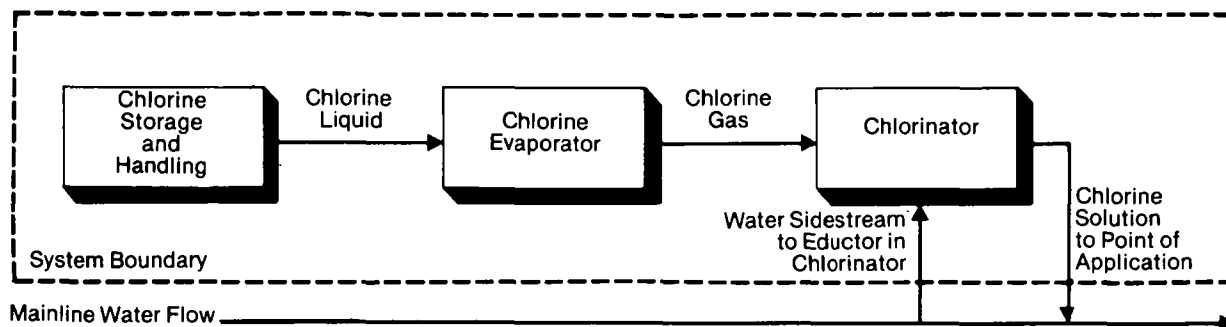 Chlorine
Storage
and
Handling
Chlorine
Liquid
Chlorine
Evaporator
Chlorine
Gas
Chlorinator
Water Sidestream
to Eductor in
Chlorinator
Chlorine
Solution
to Point of
Application
System Boundary
Mainline Water Flow